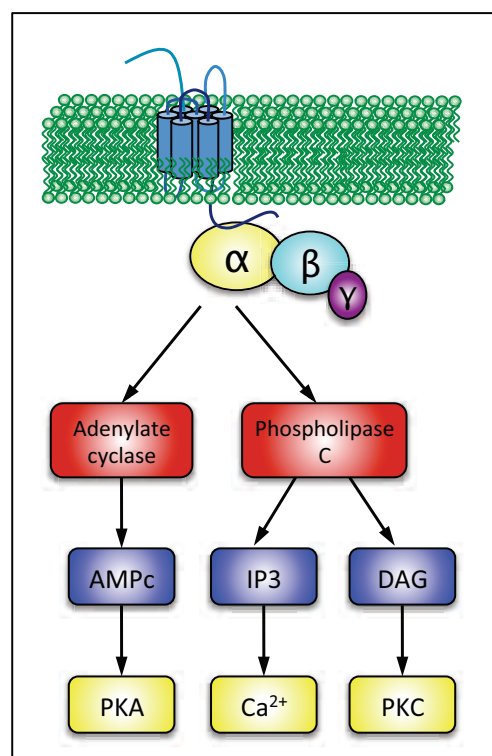 α
β
γ
Adenylate
cyclase
Phospholipase
C
AMPc
IP3
DAG
PKA
Ca²⁺
PKC